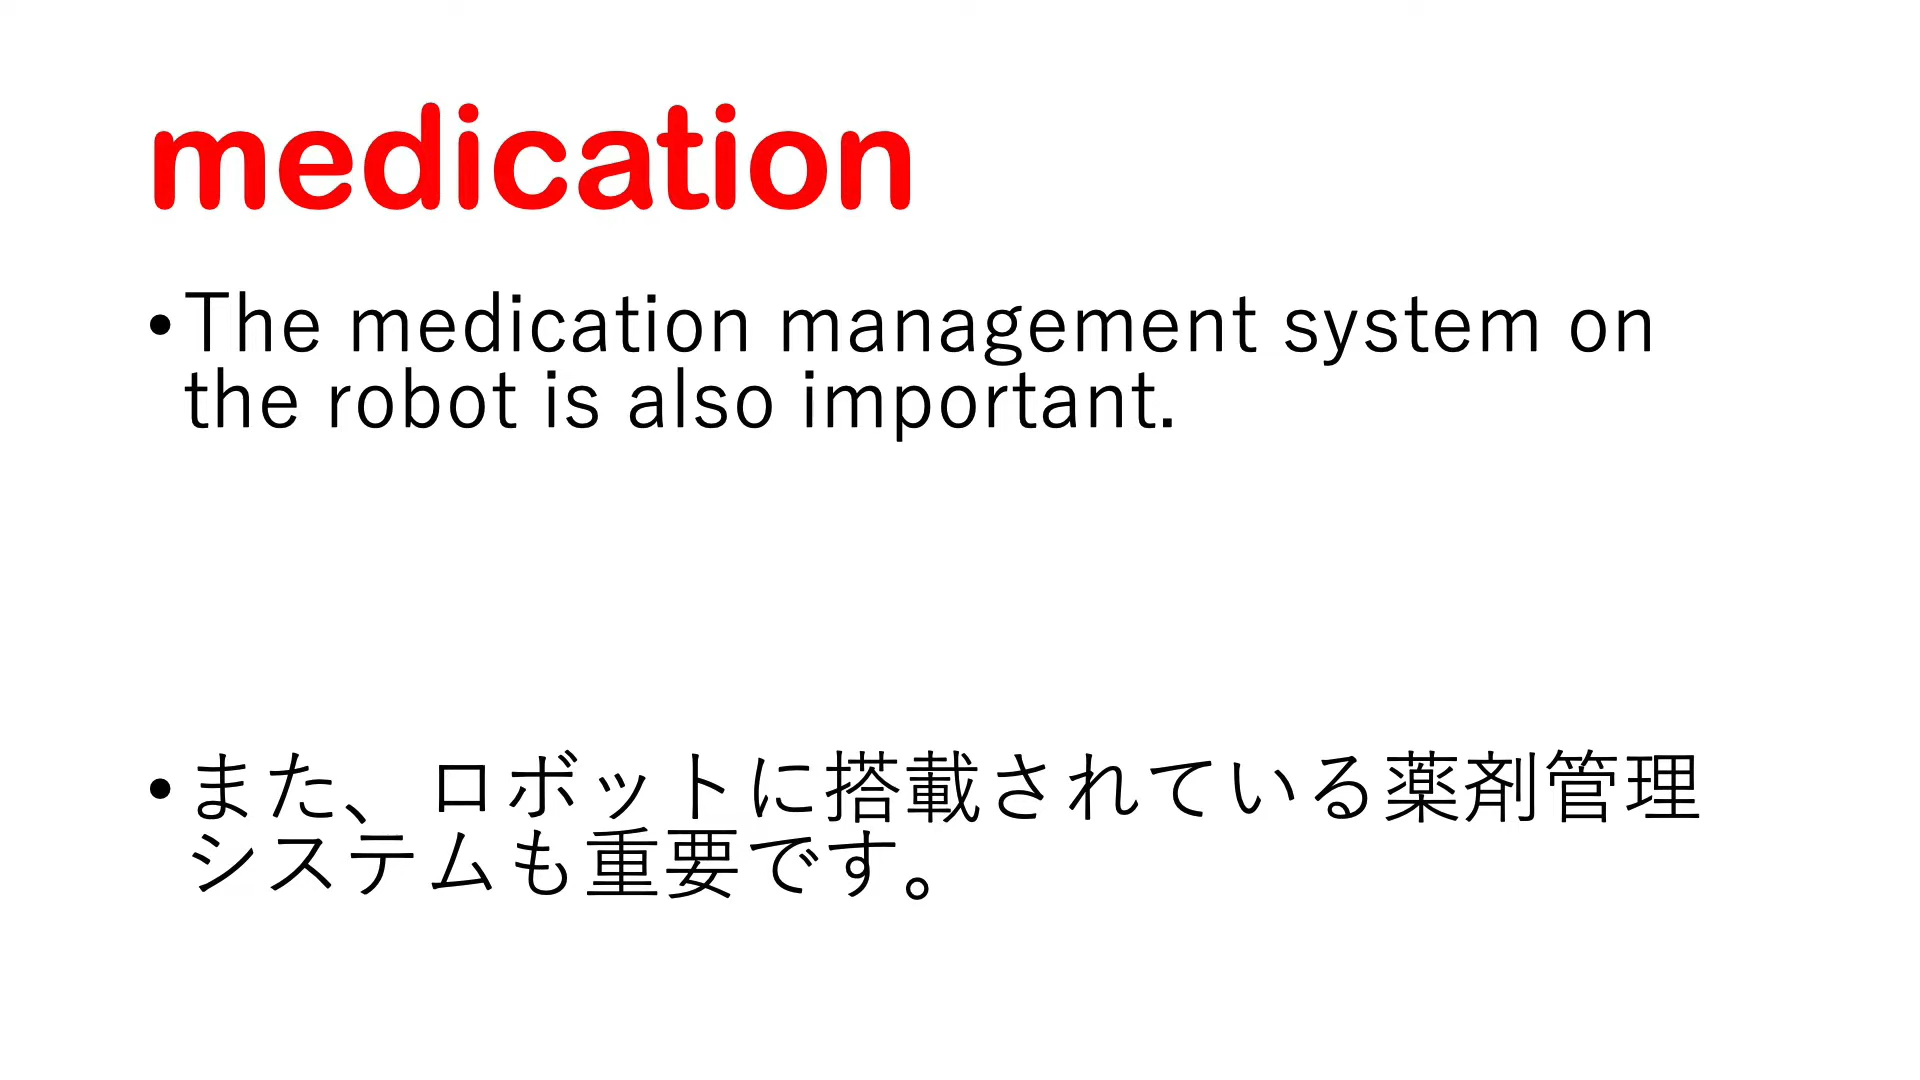 medication
•The medication management system on
the robot is also important.
•また、ロボットに搭載されている薬剤管理
システムも重要です。